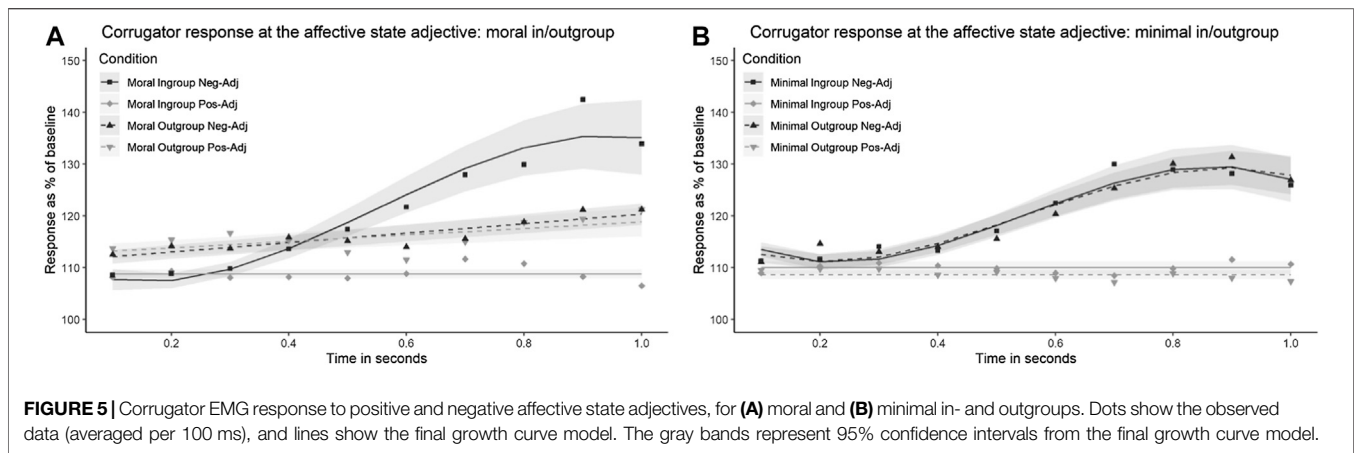 A Corrugator response at the affective state adjective: moral in/outgroup
Condition
Moral Ingroup Neg-Adj
Moral Ingroup Pos-Adj
Moral Outgroup Neg-Adj
Moral Outgroup Pos-Adj
Response as % of baseline
150
140
130
120
110
100
0.2 0.4 0.6 0.8 1.0
Time in seconds
B Corrugator response at the affective state adjective: minimal in/outgroup
Condition
Minimal Ingroup Neg-Adj
Minimal Ingroup Pos-Adj
Minimal Outgroup Neg-Adj
Minimal Outgroup Pos-Adj
Response as % of baseline
150
140
130
120
110
100
0.2 0.4 0.6 0.8 1.0
Time in seconds
FIGURE 5 | Corrugator EMG response to positive and negative affective state adjectives, for (A) moral and (B) minimal in- and outgroups. Dots show the observed
data (averaged per 100 ms), and lines show the final growth curve model. The gray bands represent 95% confidence intervals from the final growth curve model.